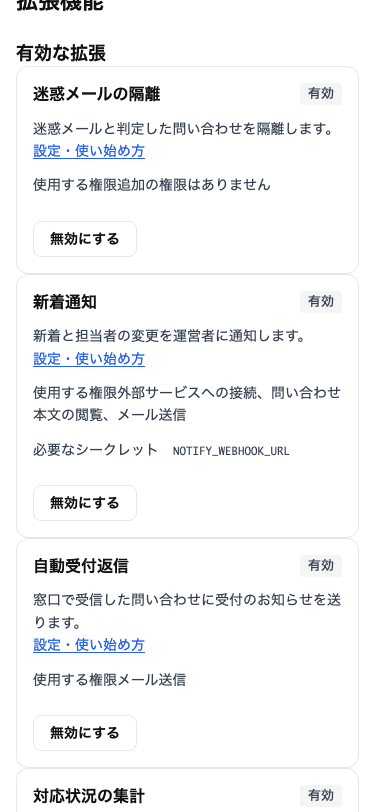 拡張機能
有効な拡張
迷惑メールの隔離
有効
迷惑メールと判定した問い合わせを隔離します。
設定・使い始め方
使用する権限追加の権限はありません
無効にする
新着通知
有効
新着と担当者の変更を運営者に通知します。
設定・使い始め方
使用する権限外部サービスへの接続、問い合わせ
本文の閲覧、メール送信
必要なシークレット NOTIFY_WEBHOOK_URL
無効にする
自動受付返信
有効
窓口で受信した問い合わせに受付のお知らせを送
ります。
設定・使い始め方
使用する権限メール送信
無効にする
対応状況の集計
有効